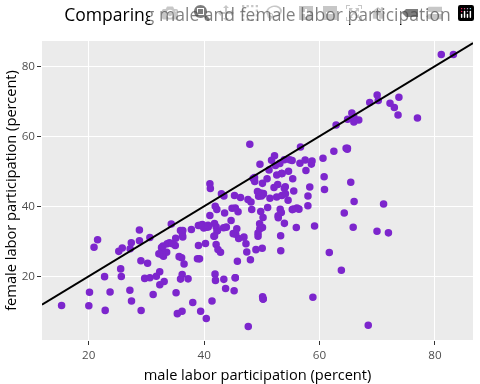 Comparing male and female labor participation
female labor participation (percent)
80
60
40
20
20 40 60 80
male labor participation (percent)